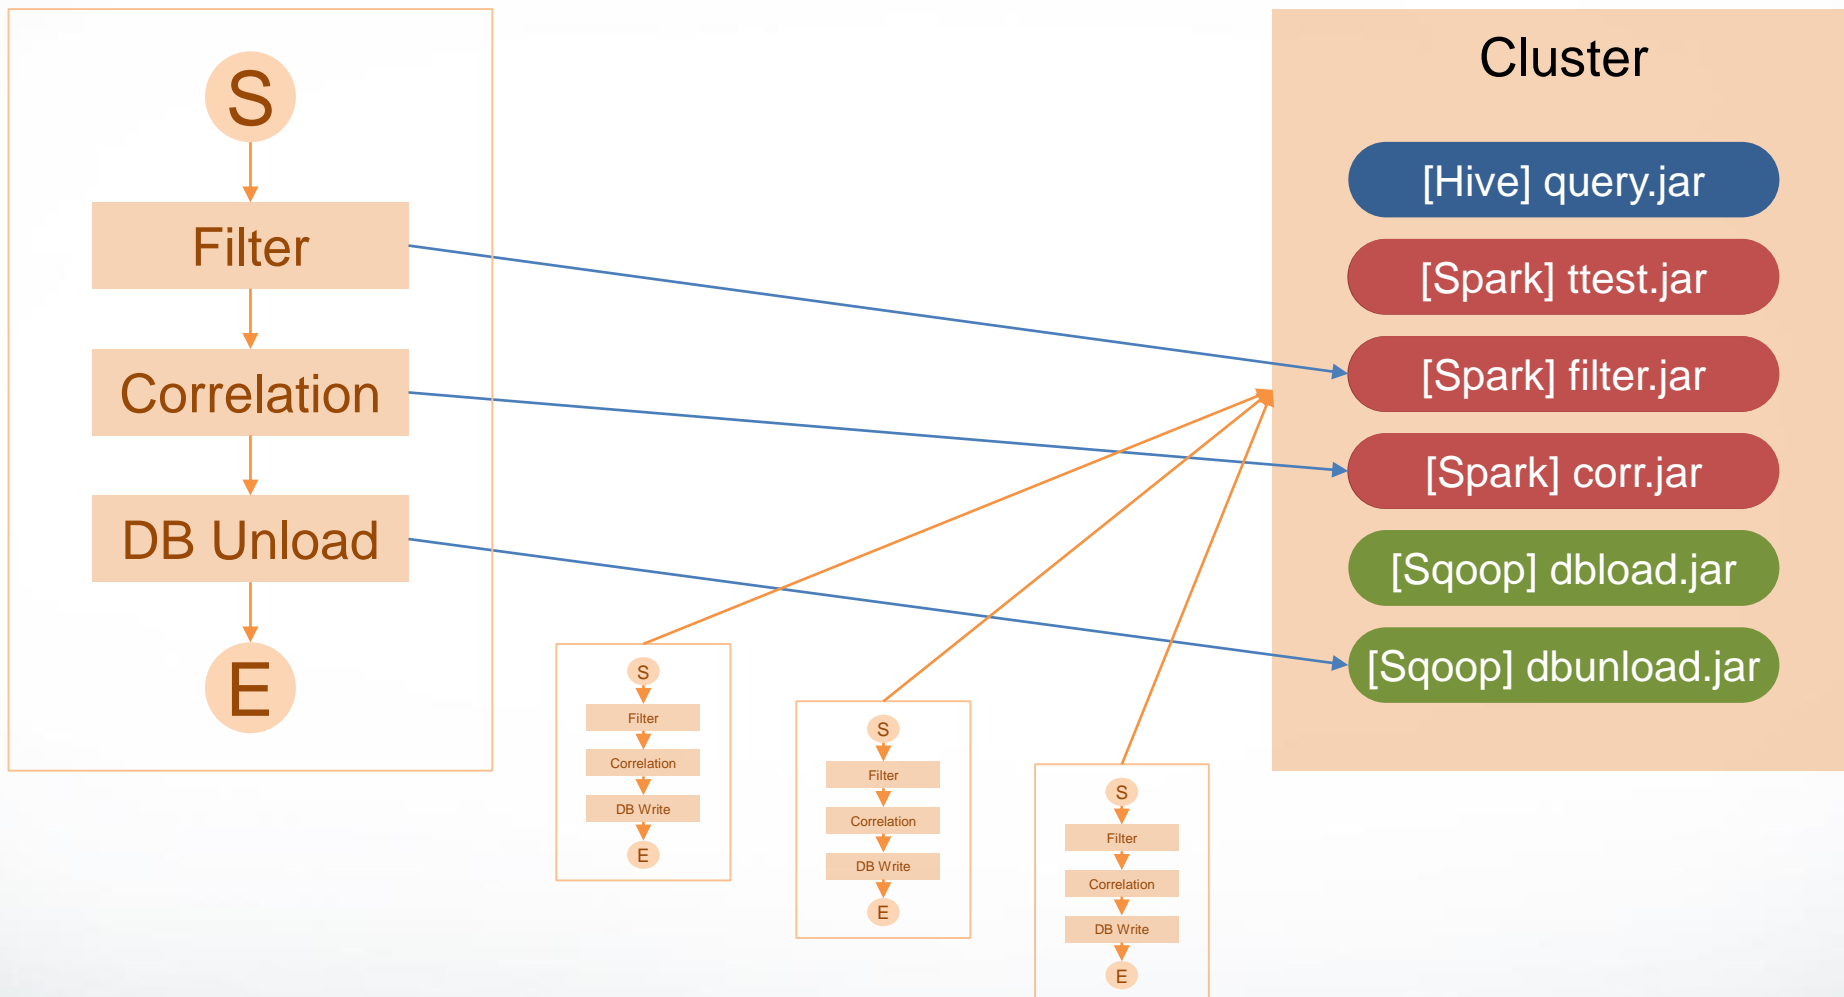 S
Filter
Correlation
DB Unload
E
Cluster
[Hive] query.jar
[Spark] ttest.jar
[Spark] filter.jar
[Spark] corr.jar
[Sqoop] dbload.jar
[Sqoop] dbunload.jar
S
Filter
Correlation
DB Write
E
S
Filter
Correlation
DB Write
E
S
Filter
Correlation
DB Write
E